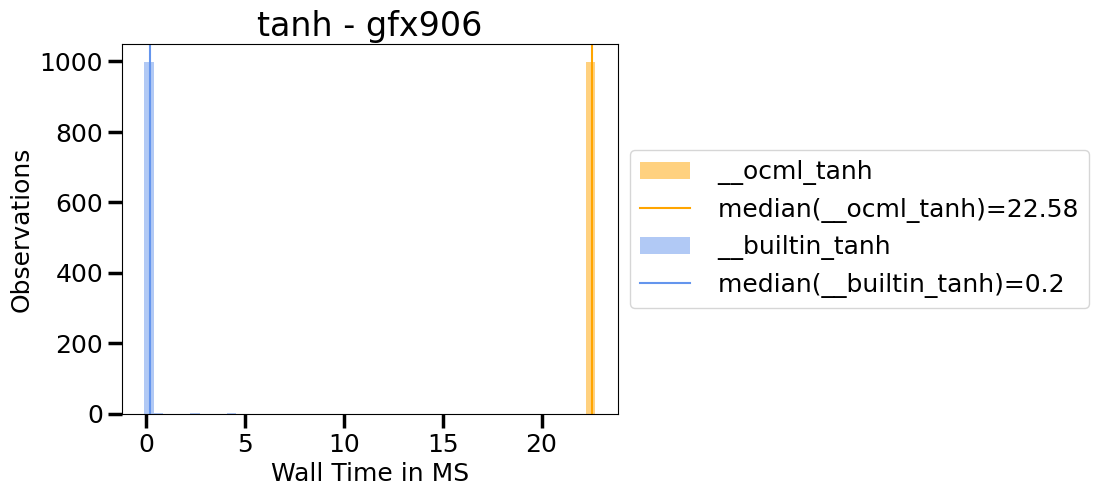 tanh - gfx906
Observations
1000
800
600
400
200
0
0 5 10 15 20
Wall Time in MS
__ocml_tanh
median(__ocml_tanh)=22.58
__builtin_tanh
median(__builtin_tanh)=0.2